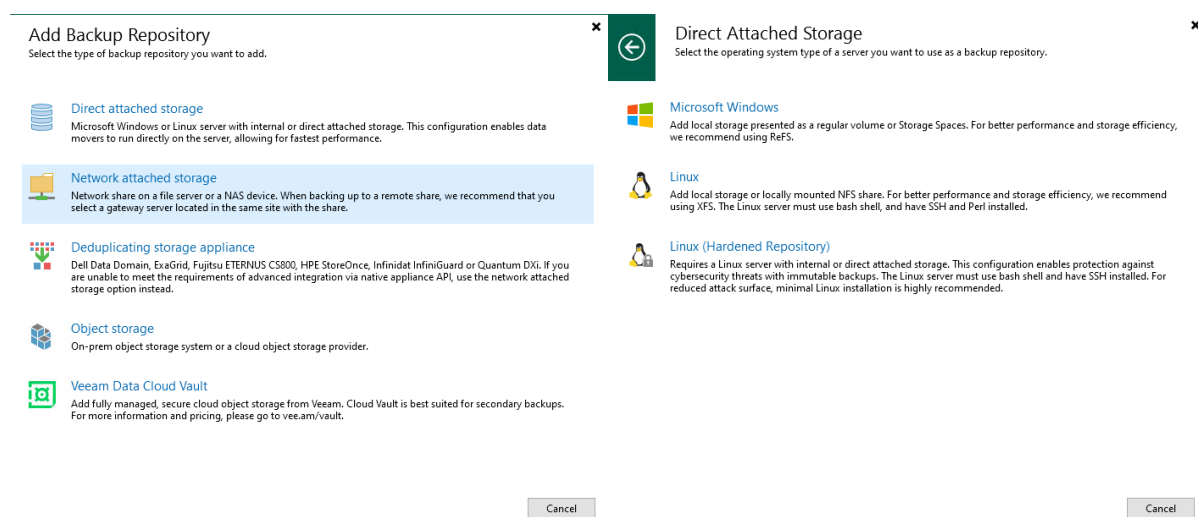 Add Backup Repository
Select the type of backup repository you want to add.
Direct attached storage
Microsoft Windows or Linux server with internal or direct attached storage. This configuration enables data
movers to run directly on the server, allowing for fastest performance.
Network attached storage
Network share on a file server or a NAS device. When backing up to a remote share, we recommend that you
select a gateway server located in the same site with the share.
Deduplicating storage appliance
Dell Data Domain, ExaGrid, Fujitsu ETERNUS CS800, HPE StoreOnce, Infinidat InfiniGuard or Quantum DXi. If you
are unable to meet the requirements of advanced integration via native appliance API, use the network attached
storage option instead.
Object storage
On-prem object storage system or a cloud object storage provider.
Veeam Data Cloud Vault
Add fully managed, secure cloud object storage from Veeam. Cloud Vault is best suited for secondary backups.
For more information and pricing, please go to vee.am/vault.
Cancel
Direct Attached Storage
Select the operating system type of a server you want to use as a backup repository.
Microsoft Windows
Add local storage presented as a regular volume or Storage Spaces. For better performance and storage efficiency,
we recommend using ReFS.
Linux
Add local storage or locally mounted NFS share. For better performance and storage efficiency, we recommend
using XFS. The Linux server must use bash shell, and have SSH and Perl installed.
Linux (Hardened Repository)
Requires a Linux server with internal or direct attached storage. This configuration enables protection against
cybersecurity threats with immutable backups. The Linux server must use bash shell and have SSH installed. For
reduced attack surface, minimal Linux installation is highly recommended.
Cancel